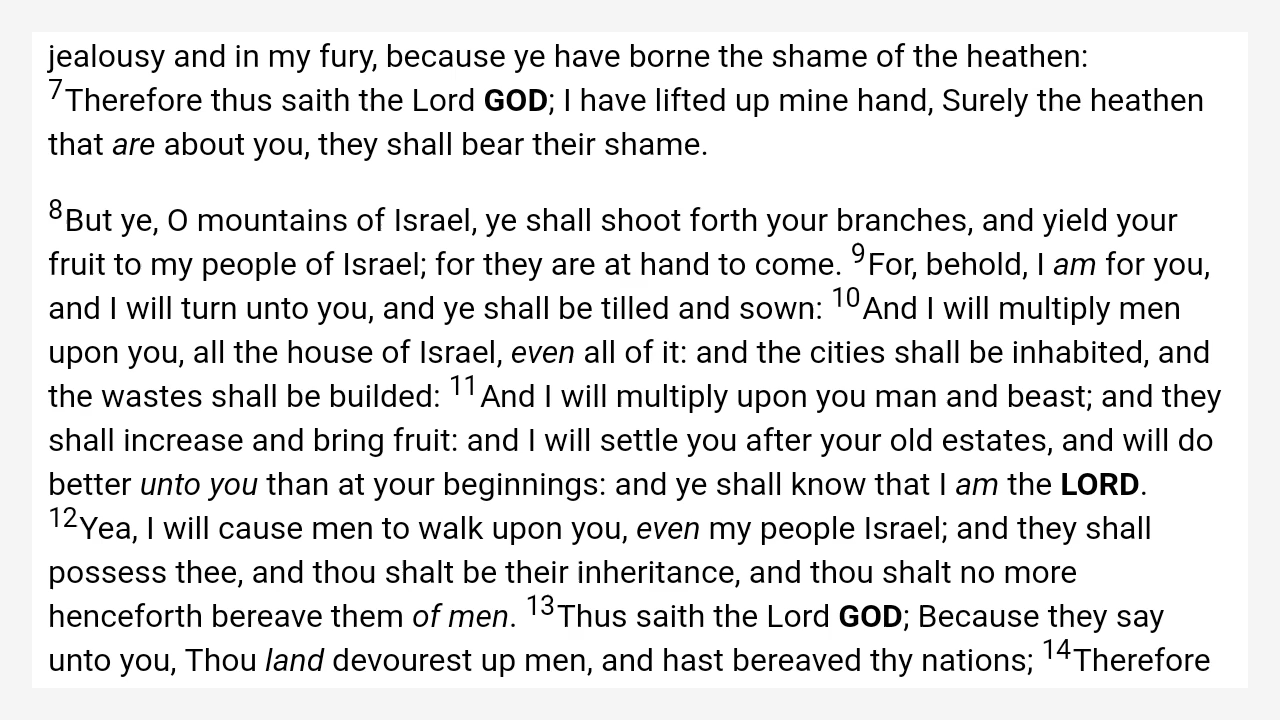 jealousy and in my fury, because ye have borne the shame of the heathen:
7Therefore thus saith the Lord GOD; I have lifted up mine hand, Surely the heathen
that are about you, they shall bear their shame.
8But ye, O mountains of Israel, ye shall shoot forth your branches, and yield your
fruit to my people of Israel; for they are at hand to come. 9For, behold, I am for you,
and I will turn unto you, and ye shall be tilled and sown: 10And I will multiply men
upon you, all the house of Israel, even all of it: and the cities shall be inhabited, and
the wastes shall be builded: 11And I will multiply upon you man and beast; and they
shall increase and bring fruit: and I will settle you after your old estates, and will do
better unto you than at your beginnings: and ye shall know that I am the LORD.
12Yea, I will cause men to walk upon you, even my people Israel; and they shall
possess thee, and thou shalt be their inheritance, and thou shalt no more
henceforth bereave them of men. 13Thus saith the Lord GOD; Because they say
unto you, Thou land devourest up men, and hast bereaved thy nations; 14Therefore